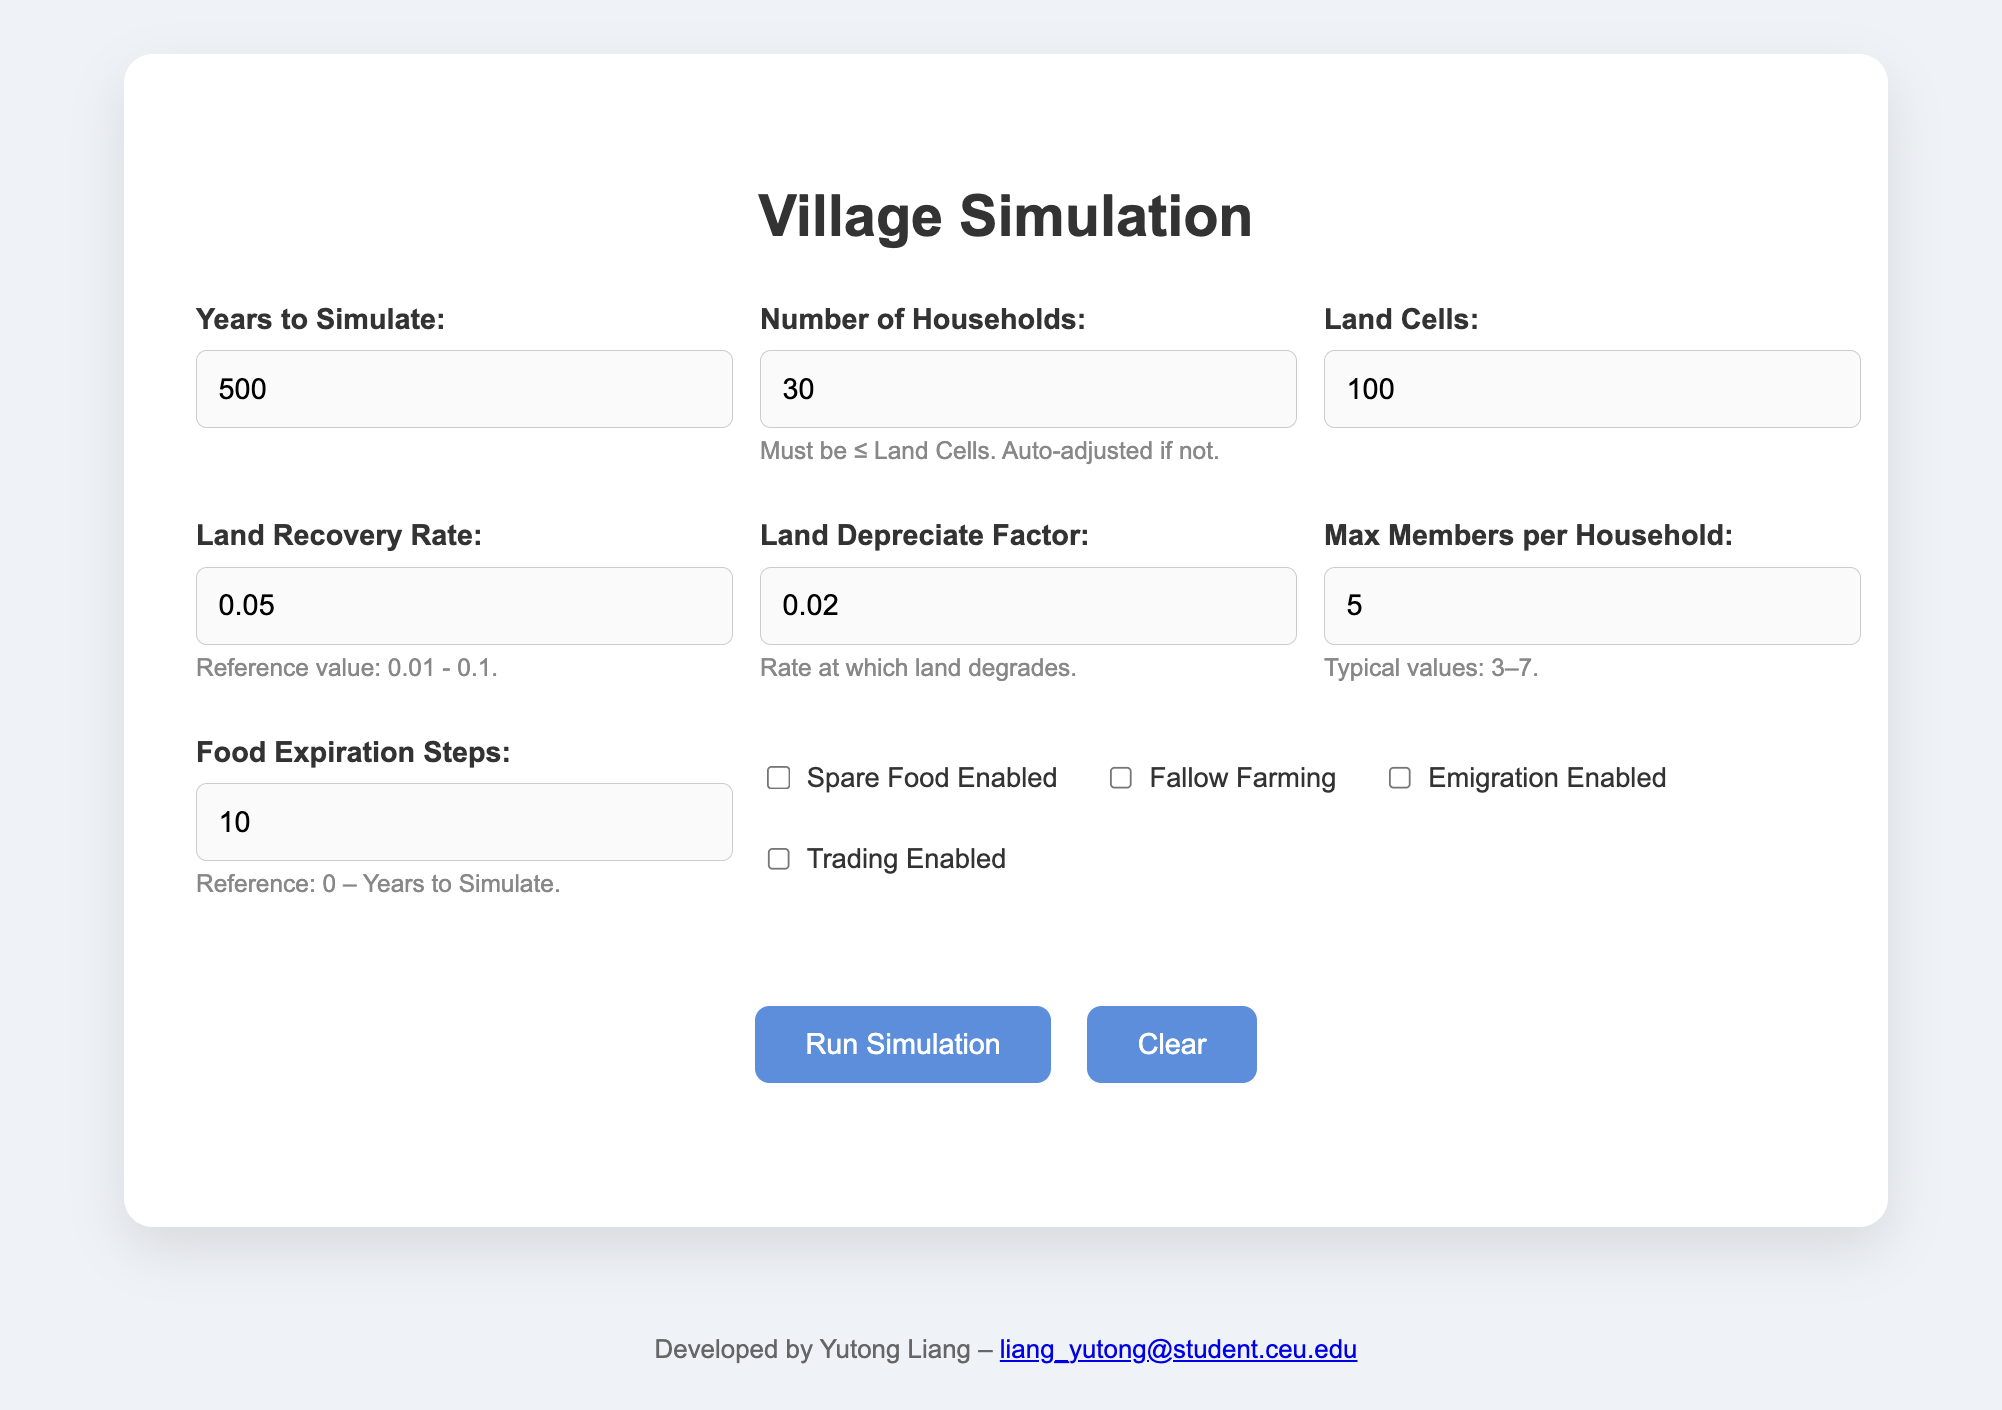 Village Simulation
Years to Simulate:
500
Number of Households:
30
Must be ≤ Land Cells. Auto-adjusted if not.
Land Cells:
100
Land Recovery Rate:
0.05
Reference value: 0.01 - 0.1.
Land Depreciate Factor:
0.02
Rate at which land degrades.
Max Members per Household:
5
Typical values: 3–7.
Food Expiration Steps:
10
Reference: 0 – Years to Simulate.
Spare Food Enabled
Fallow Farming
Emigration Enabled
Trading Enabled
Run Simulation
Clear
Developed by Yutong Liang – liang_yutong@student.ceu.edu